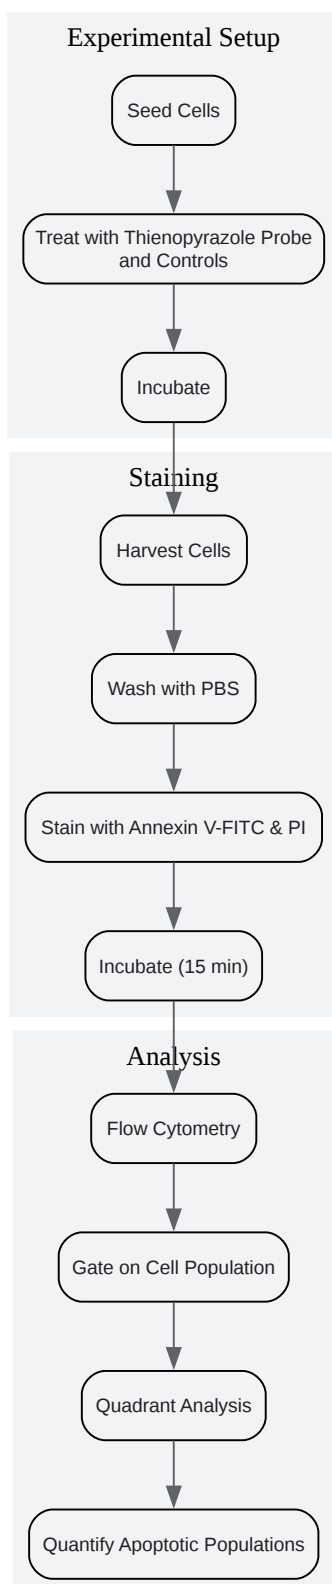 Experimental Setup
Seed Cells
Treat with Thienopyrazole Probe
and Controls
Incubate
Staining
Harvest Cells
Wash with PBS
Stain with Annexin V-FITC & PI
Incubate (15 min)
Analysis
Flow Cytometry
Gate on Cell Population
Quadrant Analysis
Quantify Apoptotic Populations